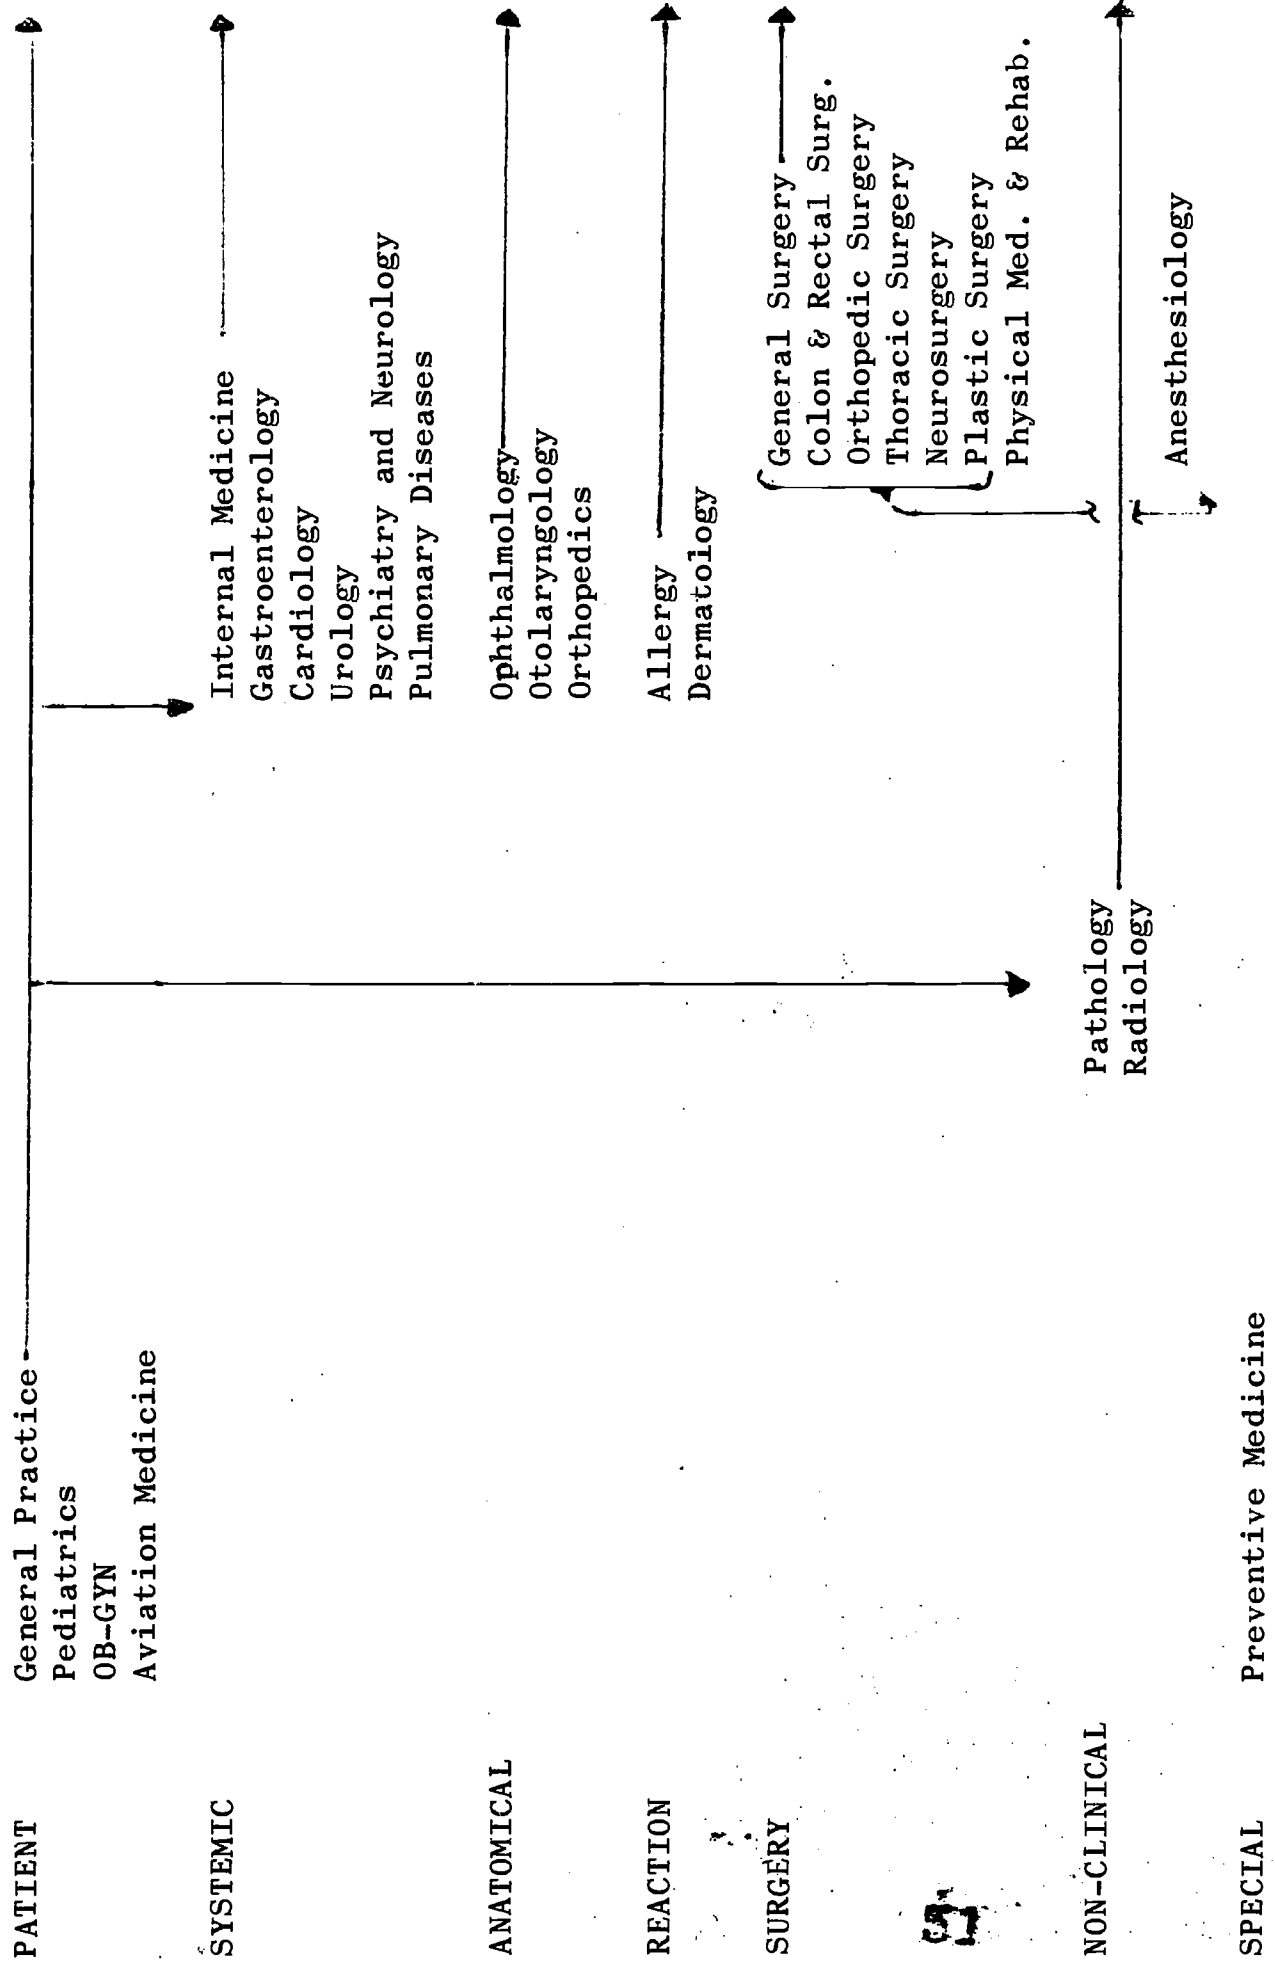 PATIENT
General Practice
Pediatrics
OB-GYN
Aviation Medicine
SYSTEMIC
Internal Medicine
Gastroenterology
Cardiology
Urology
Psychiatry and Neurology
Pulmonary Diseases
ANATOMICAL
Ophthalmology
Otolaryngology
Orthopedics
REACTION
Allergy
Dermatology
SURGERY
General Surgery
Colon & Rectal Surg.
Orthopedic Surgery
Thoracic Surgery
Neurosurgery
Plastic Surgery
Physical Med. & Rehab.
NON-CLINICAL
Pathology
Radiology
Anesthesiology
SPECIAL
Preventive Medicine